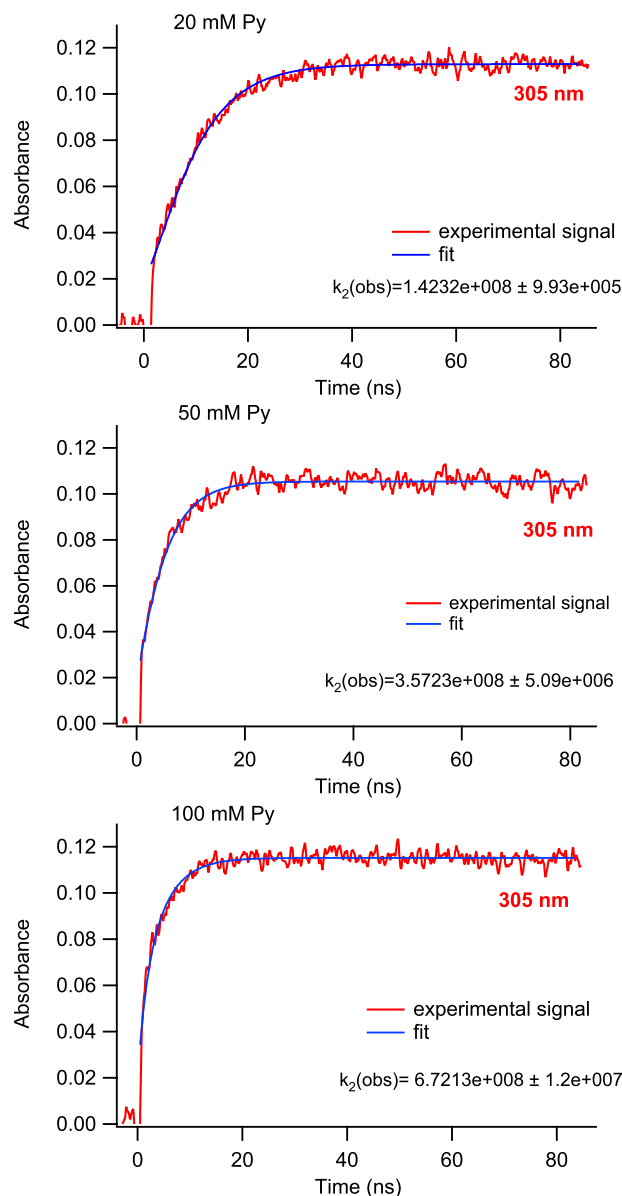 20 mM Py
0.12
0.10
0.08
0.06
0.04
0.02
0.00
Absorbance
305 nm
experimental signal
fit
k₂(obs)=1.4232e+008 ± 9.93e+005
0 20 40 60 80
Time (ns)
50 mM Py
0.12
0.10
0.08
0.06
0.04
0.02
0.00
Absorbance
305 nm
experimental signal
fit
k₂(obs)=3.5723e+008 ± 5.09e+006
0 20 40 60 80
Time (ns)
100 mM Py
0.12
0.10
0.08
0.06
0.04
0.02
0.00
Absorbance
305 nm
experimental signal
fit
k₂(obs)= 6.7213e+008 ± 1.2e+007
0 20 40 60 80
Time (ns)